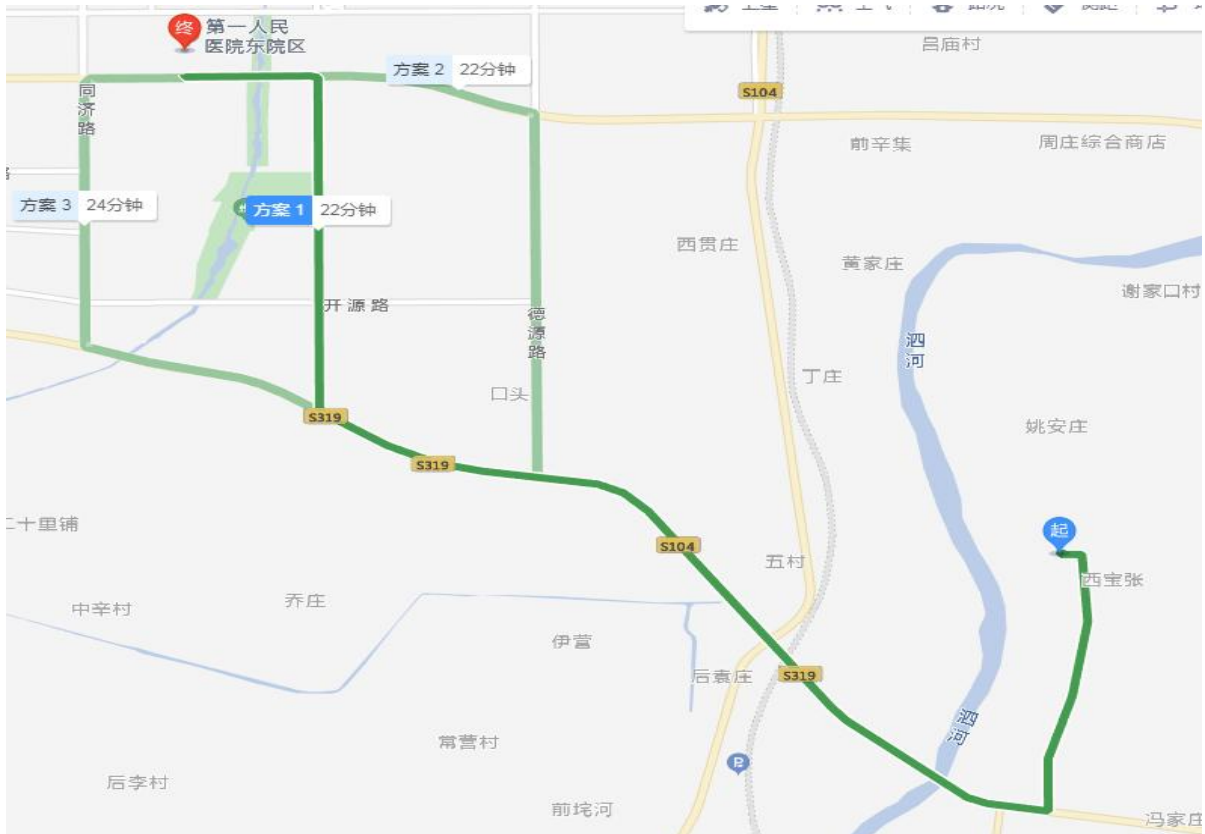 终
第一人民
医院东院区
方案 2 22分钟
吕庙村
S104
同济路
前辛集
周庄综合商店
方案 3 24分钟
方案 1 22分钟
西贯庄
黄家庄
谢家口村
开源路
德源路
泗河
丁庄
口头
S319
姚安庄
S319
二十里铺
起
S104
五村
西宝张
中辛村
乔庄
伊营
后袁庄
S319
泗河
常营村
后李村
P
前垞河
冯家庄